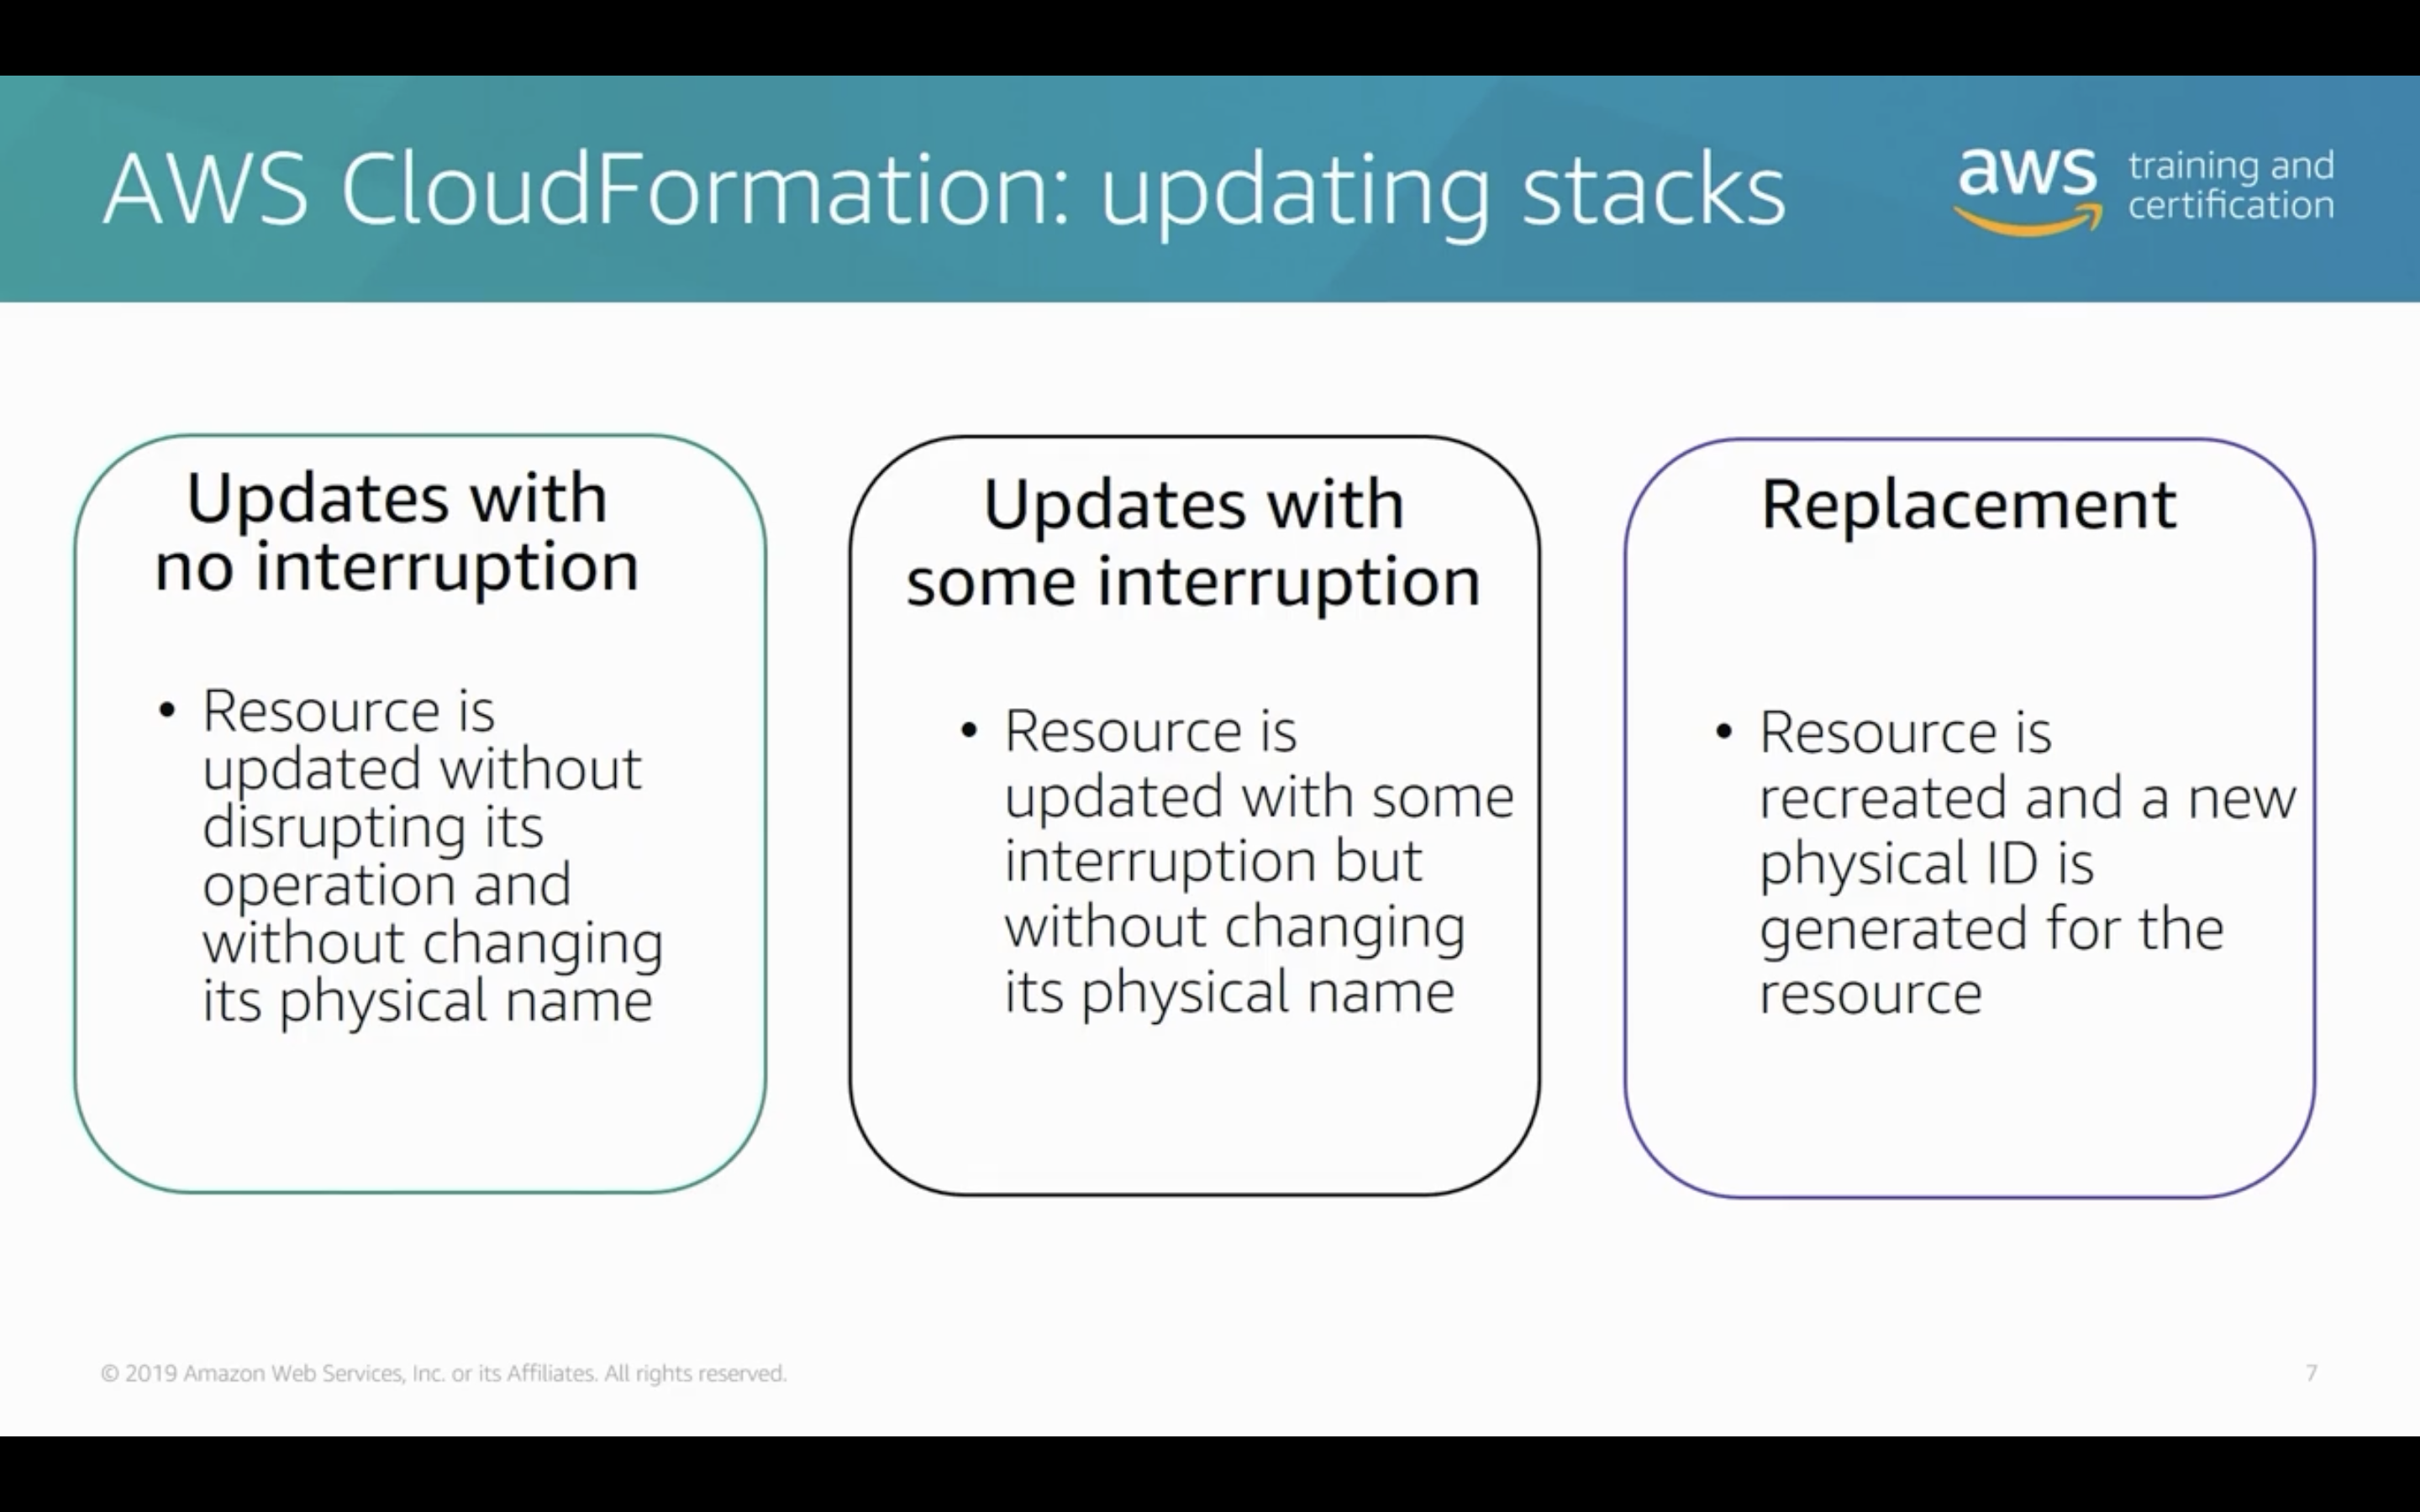 AWS CloudFormation: updating stacks
aws training and
certification
Updates with
no interruption
• Resource is
updated without
disrupting its
operation and
without changing
its physical name
Updates with
some interruption
• Resource is
updated with some
interruption but
without changing
its physical name
Replacement
• Resource is
recreated and a new
physical ID is
generated for the
resource
© 2019 Amazon Web Services, Inc. or its Affiliates. All rights reserved.
7